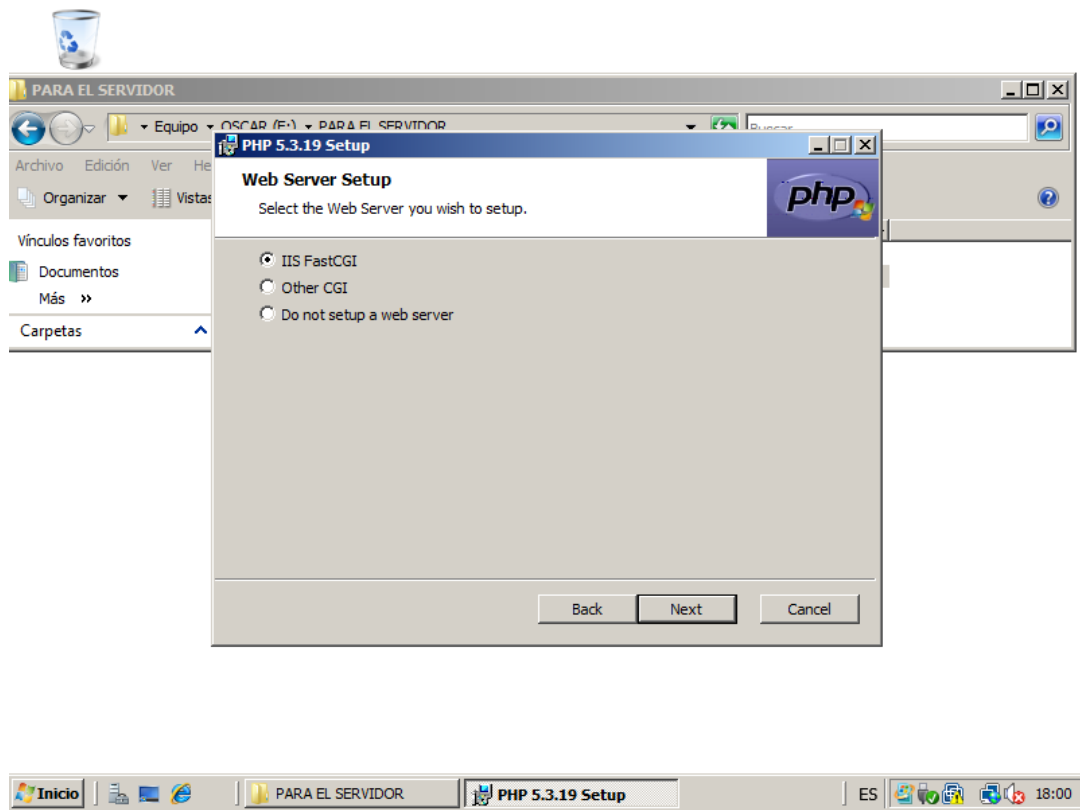 PARA EL SERVIDOR
Equipo OSCAR (E:) PARA EL SERVIDOR Buscar
Archivo Edición Ver He
Organizar Vistas
Vínculos favoritos
Documentos
Más »
Carpetas
PHP 5.3.19 Setup
Web Server Setup
Select the Web Server you wish to setup.
php
IIS FastCGI
Other CGI
Do not setup a web server
Back Next Cancel
Inicio PARA EL SERVIDOR PHP 5.3.19 Setup ES 18:00